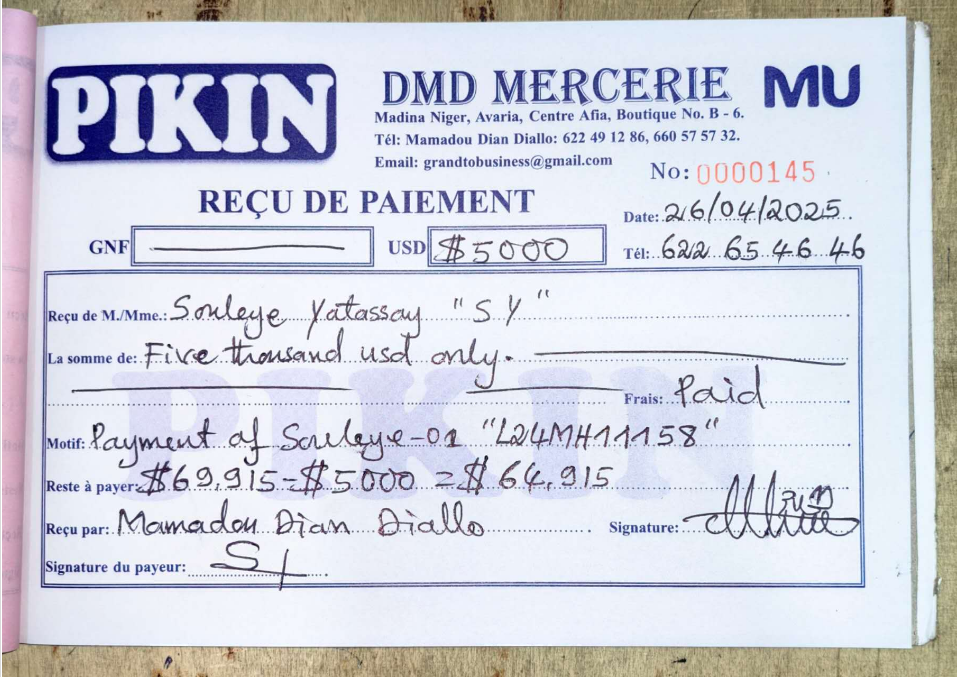 PIKIN
DMD MERCERIE
MU
Madina Niger, Avaria, Centre Afia, Boutique No. B - 6.
Tél: Mamadou Dian Diallo: 622 49 12 86, 660 57 57 32.
Email: grandtobusiness@gmail.com
No: 0000145
REÇU DE PAIEMENT
Date: 26/04/2025
GNF
USD $5000
Tél: 622 65 46 46
Reçu de M./Mme.: Souleye Yatassay "SY"
La somme de: Five thousand usd only.
Frais: Paid
PIKIN
Motif: Payment of Souleye-01 "L24MH11158"
Reste à payer: $69,915-$5000 = $64,915
Reçu par: Mamadou Dian Diallo
Signature:
Signature du payeur: SY